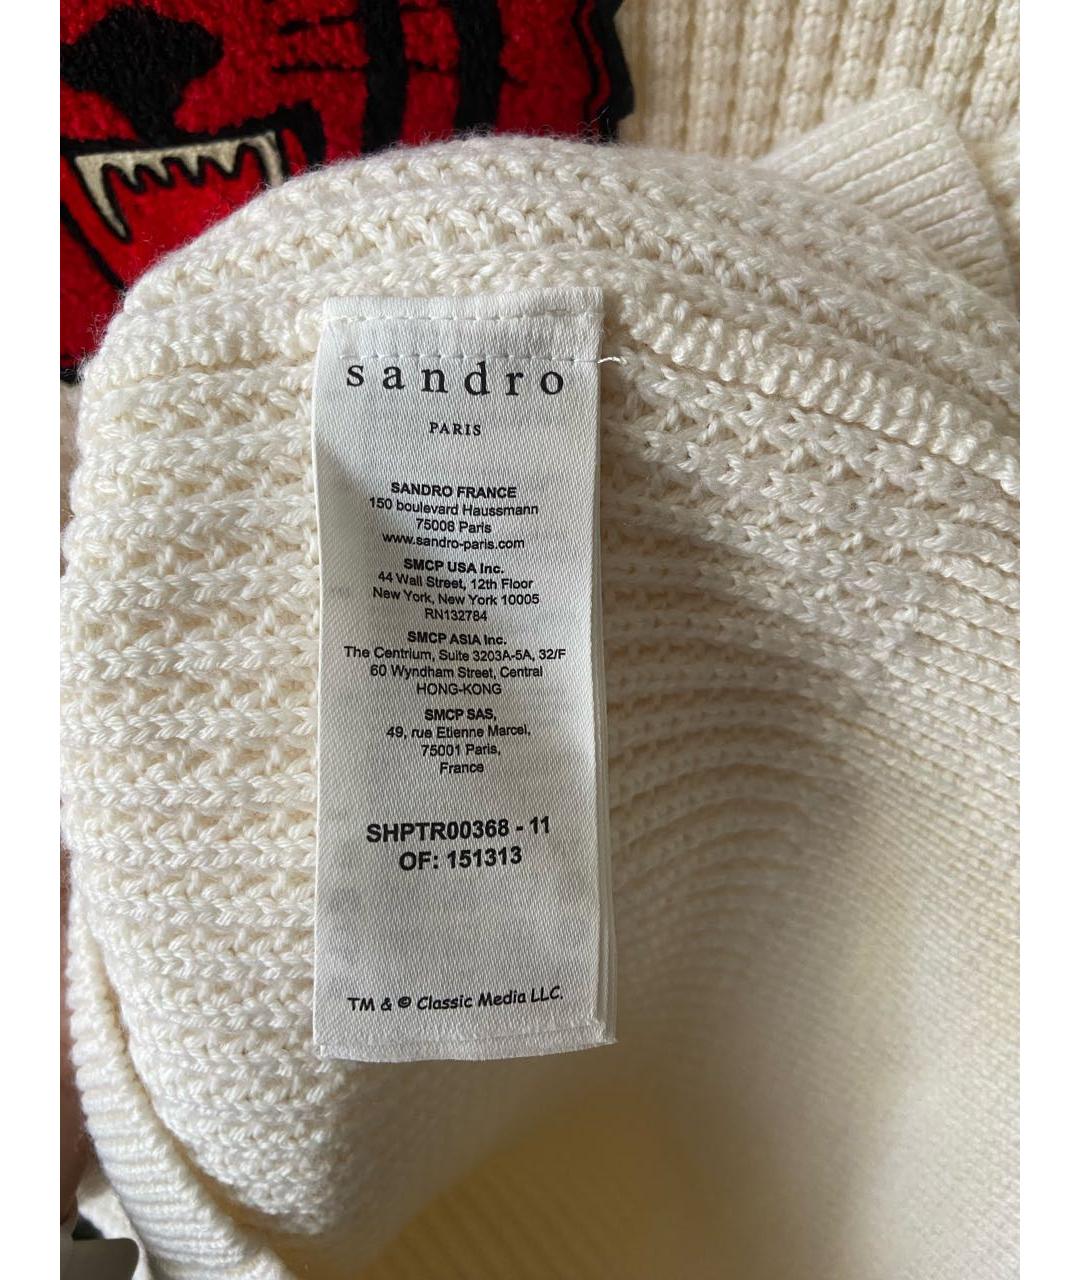 sandro
PARIS
SANDRO FRANCE
150 boulevard Haussmann
75008 Paris
www.sandro-paris.com
SMCP USA Inc.
44 Wall Street, 12th Floor
New York, New York 10005
RN132784
SMCP ASIA Inc.
The Centrium, Suite 3203A-5A, 32/F
60 Wyndham Street, Central
HONG-KONG
SMCP SAS,
49, rue Etienne Marcel,
75001 Paris,
France
SHPTR00368 - 11
OF: 151313
TM & © Classic Media LLC.